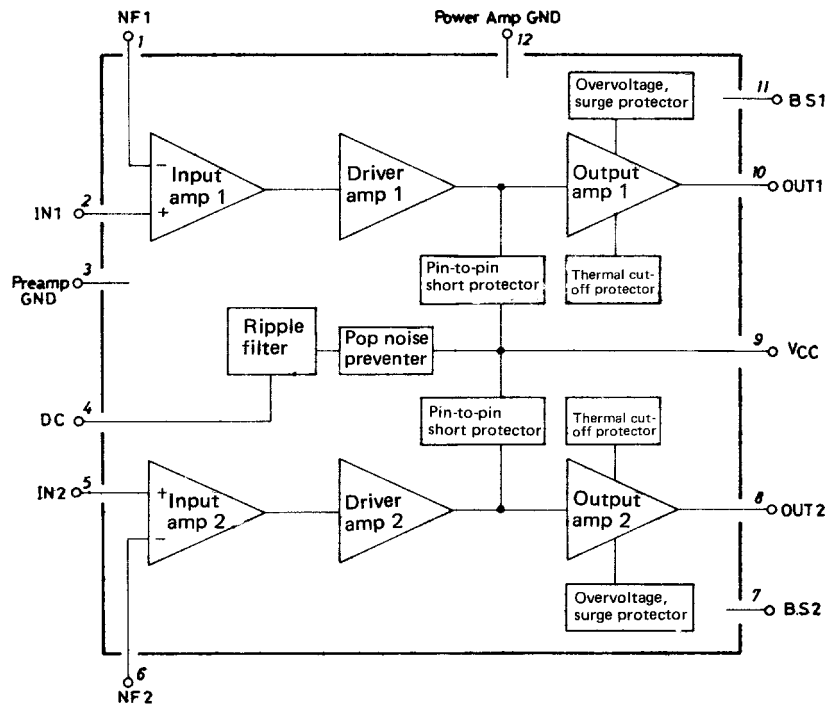 NF1
1
Power Amp GND
12
Overvoltage,
surge protector
11
B.S1
Input
amp 1
−
+
Driver
amp 1
Output
amp 1
10
OUT1
2
IN1
Pin-to-pin
short protector
Thermal cut-
off protector
3
Preamp
GND
Ripple
filter
Pop noise
preventer
9
VCC
4
DC
Pin-to-pin
short protector
Thermal cut-
off protector
5
IN2
+
−
Input
amp 2
Driver
amp 2
Output
amp 2
8
OUT2
Overvoltage,
surge protector
7
B.S2
6
NF2